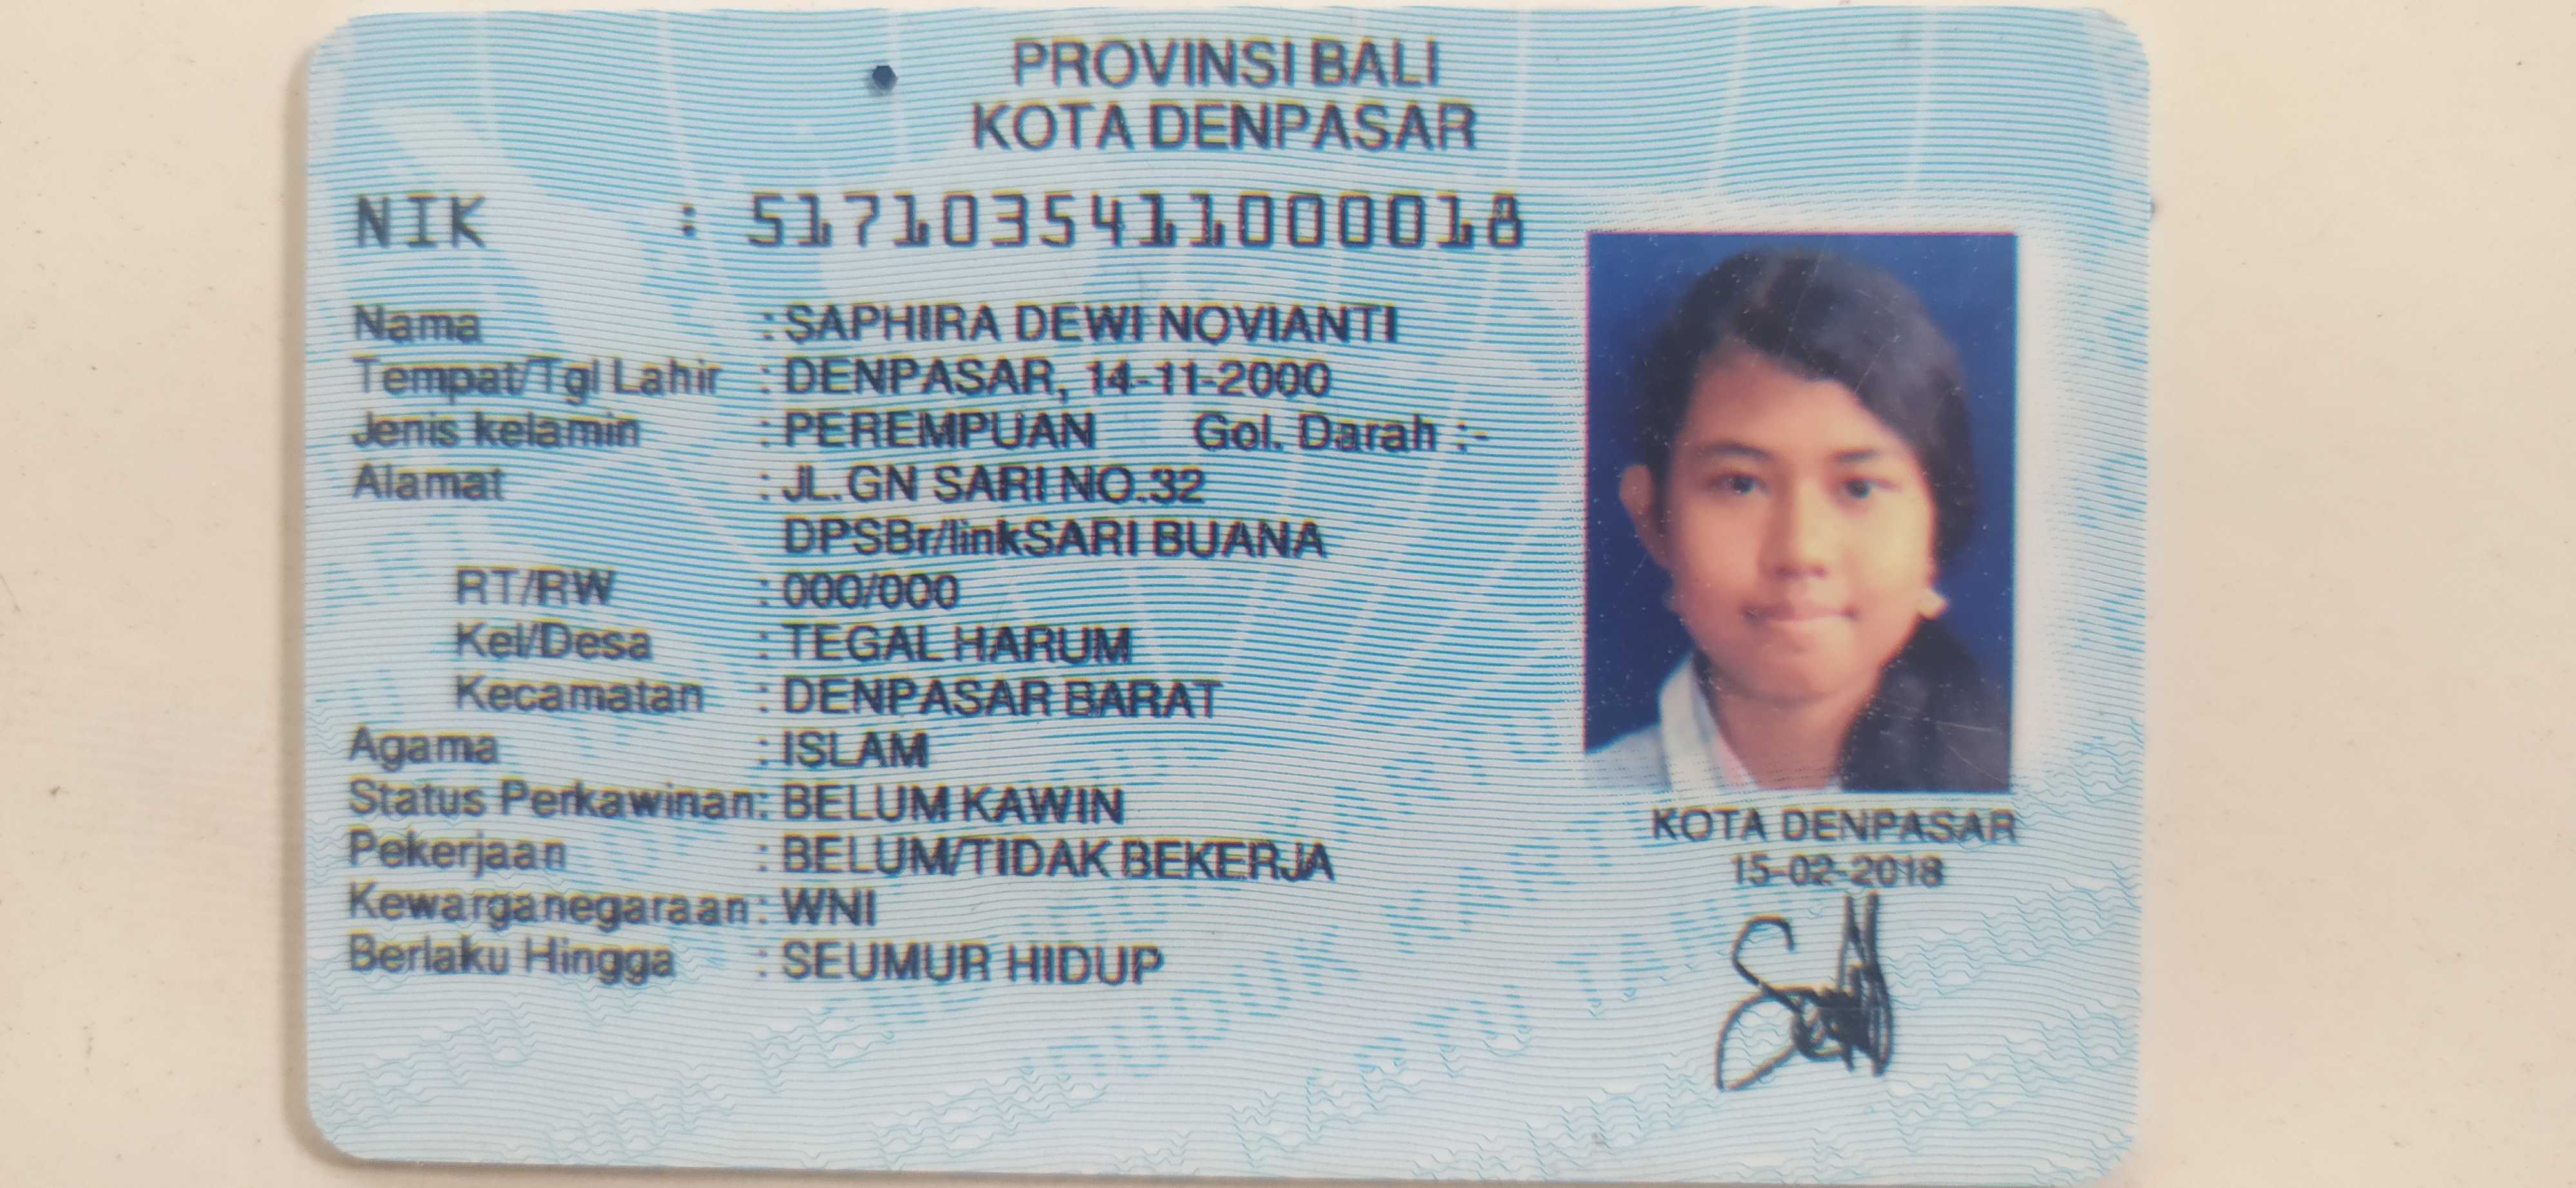 PROVINSI BALI
KOTA DENPASAR
NIK : 5171035411000018
Nama : SAPHIRA DEWI NOVIANTI
Tempat/Tgl Lahir : DENPASAR, 14-11-2000
Jenis kelamin : PEREMPUAN Gol. Darah :-
Alamat : JL.GN SARI NO.32
DPSBr/linkSARI BUANA
RT/RW : 000/000
Kel/Desa : TEGAL HARUM
Kecamatan : DENPASAR BARAT
Agama : ISLAM
Status Perkawinan: BELUM KAWIN
Pekerjaan : BELUM/TIDAK BEKERJA
Kewarganegaraan : WNI
Berlaku Hingga : SEUMUR HIDUP
KOTA DENPASAR
15-02-2018